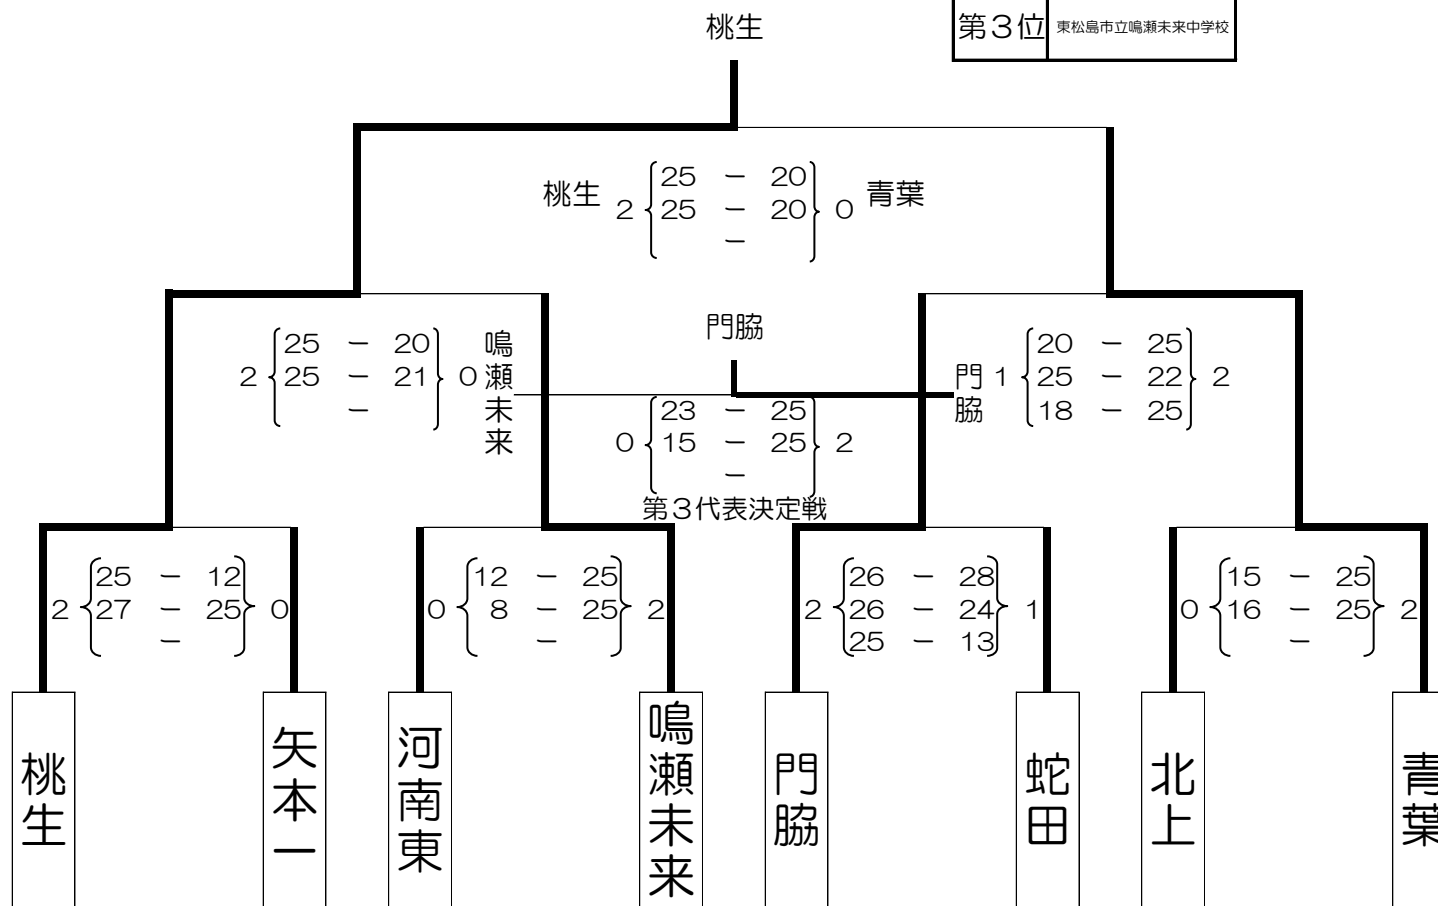 桃生
第3位 東松島市立鳴瀬未来中学校
桃生 2 25 － 20 0 青葉
25 － 20
－
門脇
2 25 － 20 0 鳴瀬未来
25 － 21
－
門脇 1 20 － 25 2
25 － 22
18 － 25
0 23 － 25 2
15 － 25
－
第3代表決定戦
2 25 － 12 0
27 － 25
－
0 12 － 25 2
8 － 25
－
2 26 － 28 1
26 － 24
25 － 13
0 15 － 25 2
16 － 25
－
桃生
矢本一
河南東
鳴瀬未来
門脇
蛇田
北上
青葉